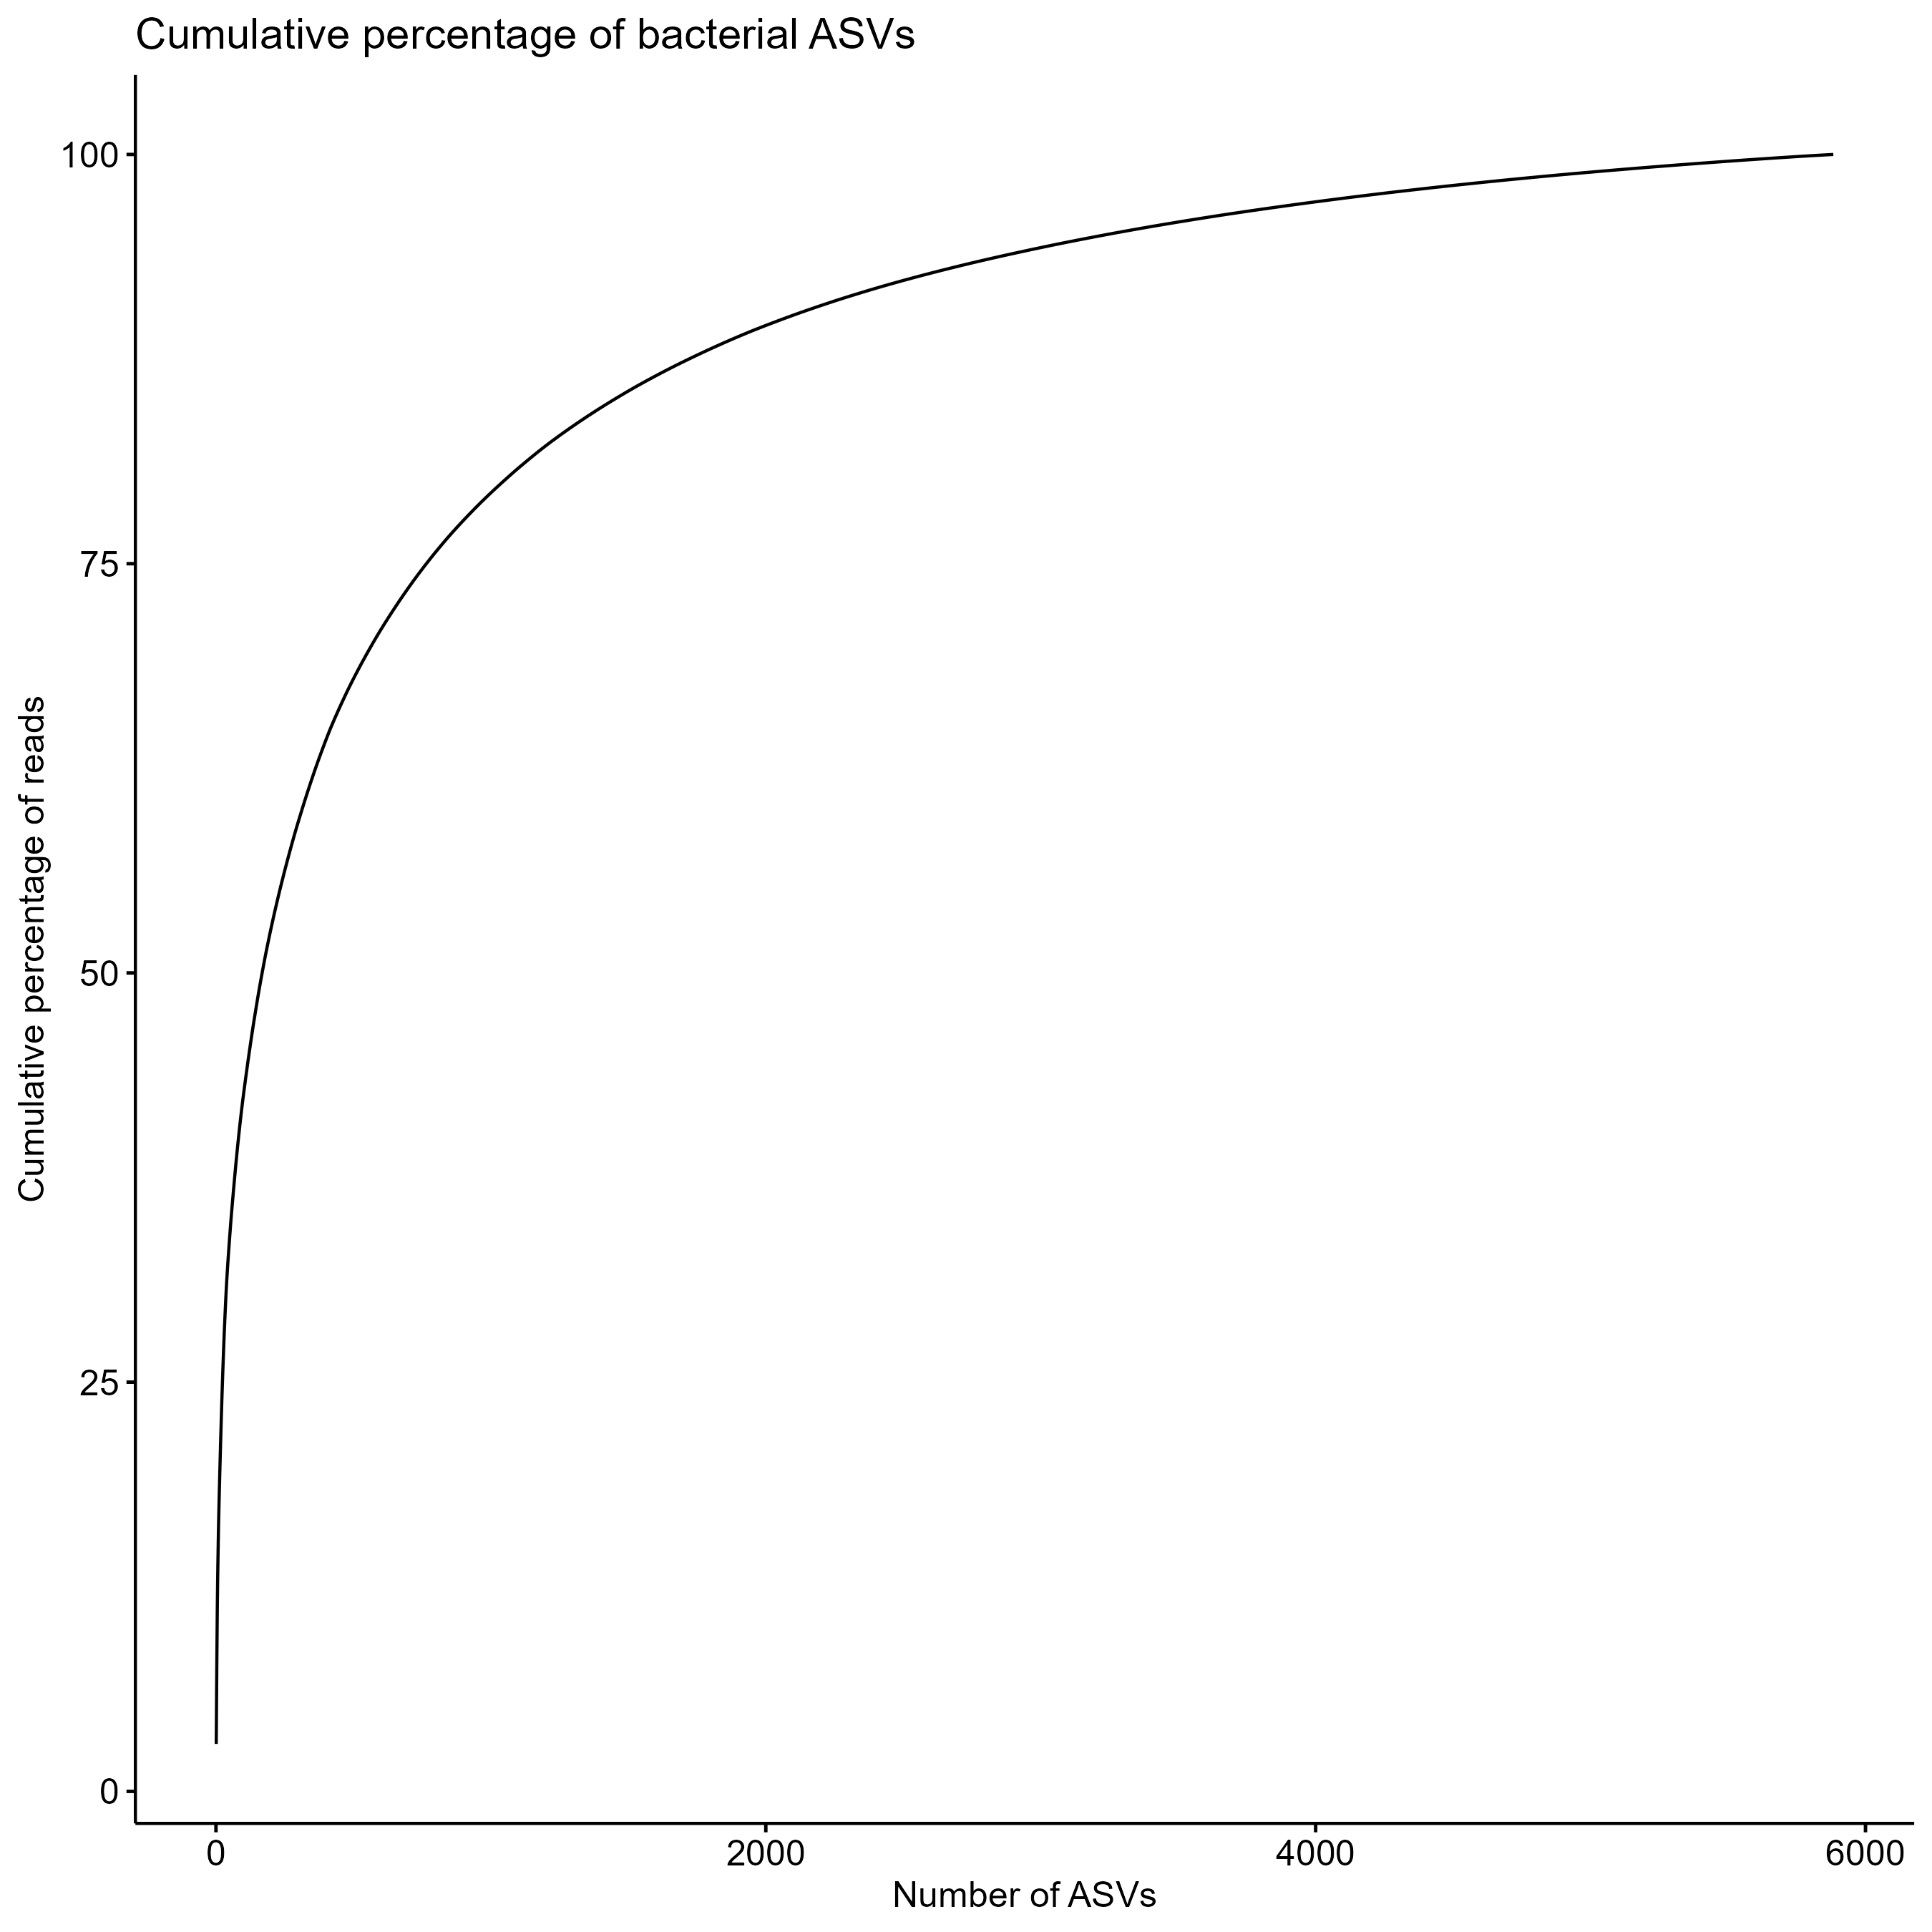 Cumulative percentage of bacterial ASVs
Cumulative percentage of reads
100
75
50
25
0
0 2000 4000 6000
Number of ASVs